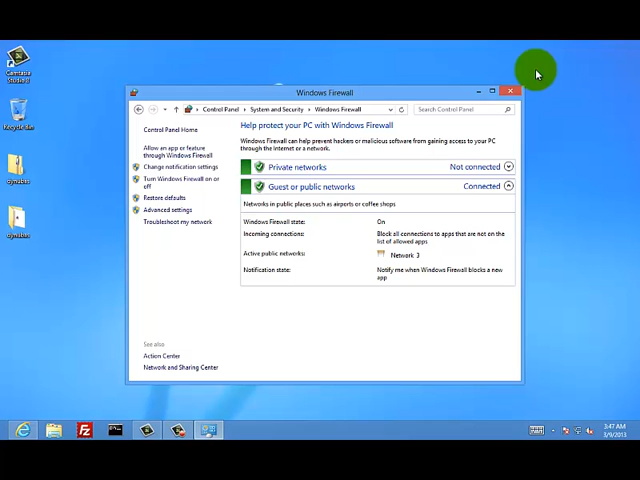 Camtasia
Studio 8
Recycle Bin
dynubas
dynubas
Windows Firewall
Control Panel
System and Security
Windows Firewall
Search Control Panel
Control Panel Home
Allow an app or feature
through Windows Firewall
Change notification settings
Turn Windows Firewall on or
off
Restore defaults
Advanced settings
Troubleshoot my network
See also
Action Center
Network and Sharing Center
Help protect your PC with Windows Firewall
Windows Firewall can help prevent hackers or malicious software from gaining access to your PC
through the Internet or a network.
Private networks Not connected
Guest or public networks Connected
Networks in public places such as airports or coffee shops
Windows Firewall state: On
Incoming connections: Block all connections to apps that are not on the
list of allowed apps
Active public networks: Network 3
Notification state: Notify me when Windows Firewall blocks a new
app
Fz
3:47 AM
3/9/2013